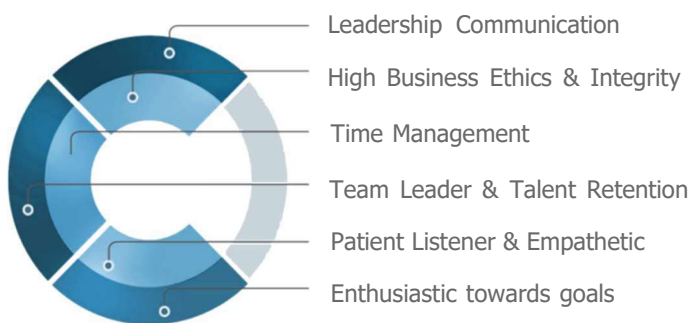 Leadership Communication
High Business Ethics & Integrity
Time Management
Team Leader & Talent Retention
Patient Listener & Empathetic
Enthusiastic towards goals